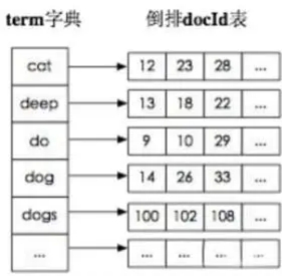 term字典 倒排docId表
cat 12 23 28 ...
deep 13 18 22 ...
do 9 10 29 ...
dog 14 26 33 ...
dogs 100 102 108 ...
... ... ... ... ...